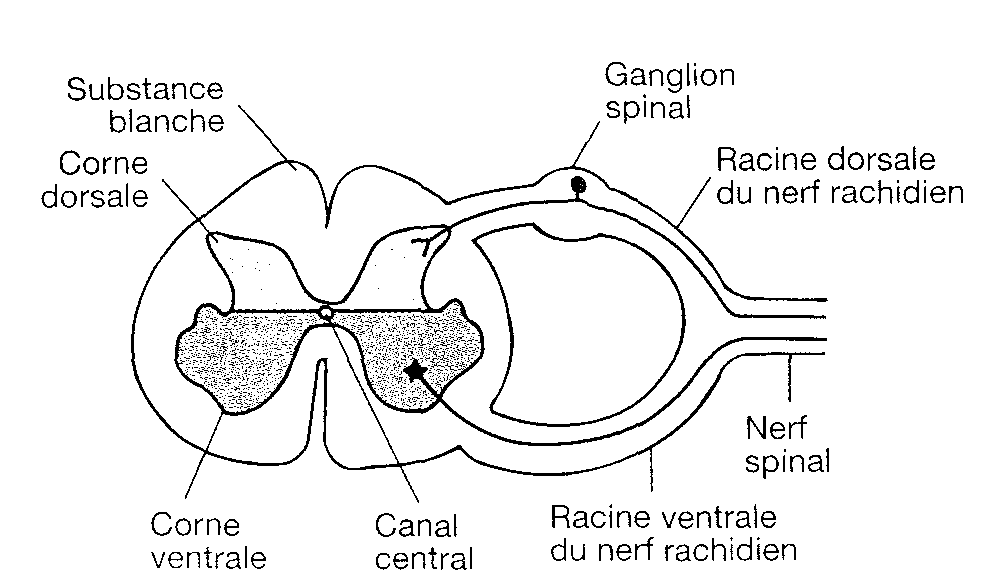 Substance
blanche
Corne
dorsale
Ganglion
spinal
Racine dorsale
du nerf rachidien
Nerf
spinal
Corne
ventrale
Canal
central
Racine ventrale
du nerf rachidien